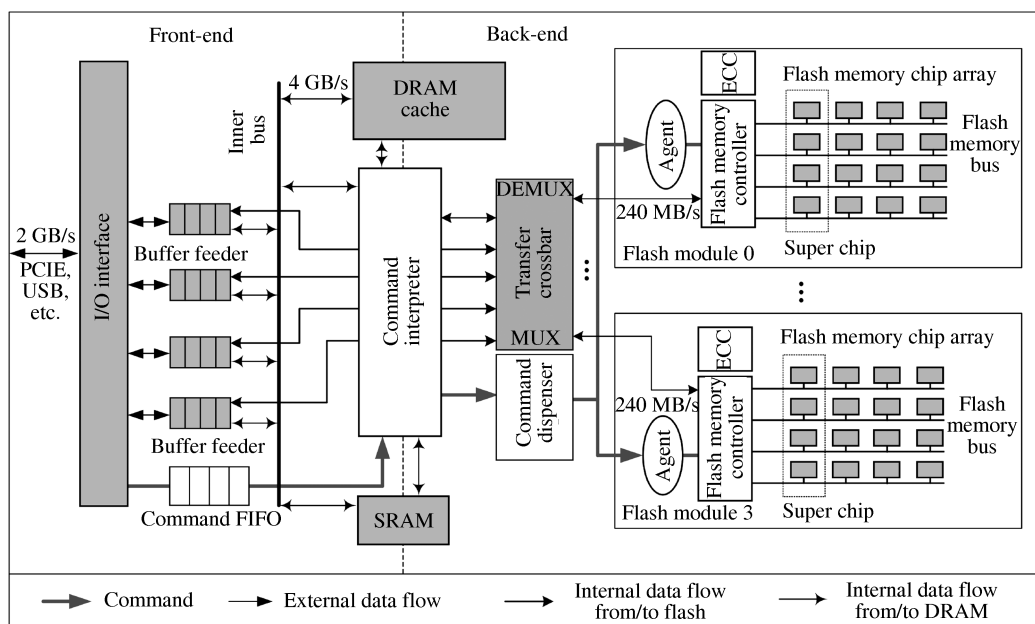 Front-end
Back-end
I/O interface
2 GB/s
PCIE,
USB,
etc.
Buffer feeder
Buffer feeder
Command FIFO
Inner
bus
4 GB/s
DRAM
cache
Command
interpreter
SRAM
DEMUX
Transfer
crossbar
MUX
Command
dispenser
...
240 MB/s
Agent
ECC
Flash memory
controller
Flash memory chip array
Flash
memory
bus
Super chip
Flash module 0
...
240 MB/s
Agent
ECC
Flash memory
controller
Flash memory chip array
Flash
memory
bus
Super chip
Flash module 3
Command
External data flow
Internal data flow
from/to flash
Internal data flow
from/to DRAM